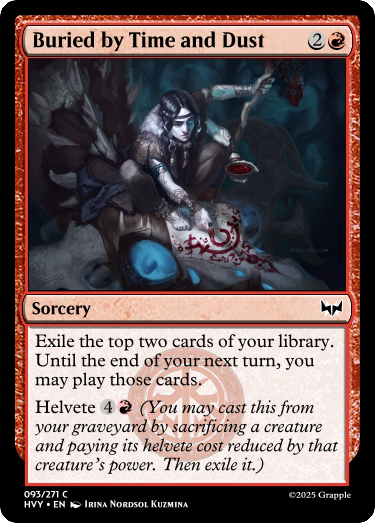 Buried by Time and Dust 2
Sorcery
Exile the top two cards of your library.
Until the end of your next turn, you
may play those cards.
Helvete 4 (You may cast this from
your graveyard by sacrificing a creature
and paying its helvete cost reduced by that
creature's power. Then exile it.)
093/271 C
HVY • EN Irina Nordsol Kuzmina
©2025 Grapple